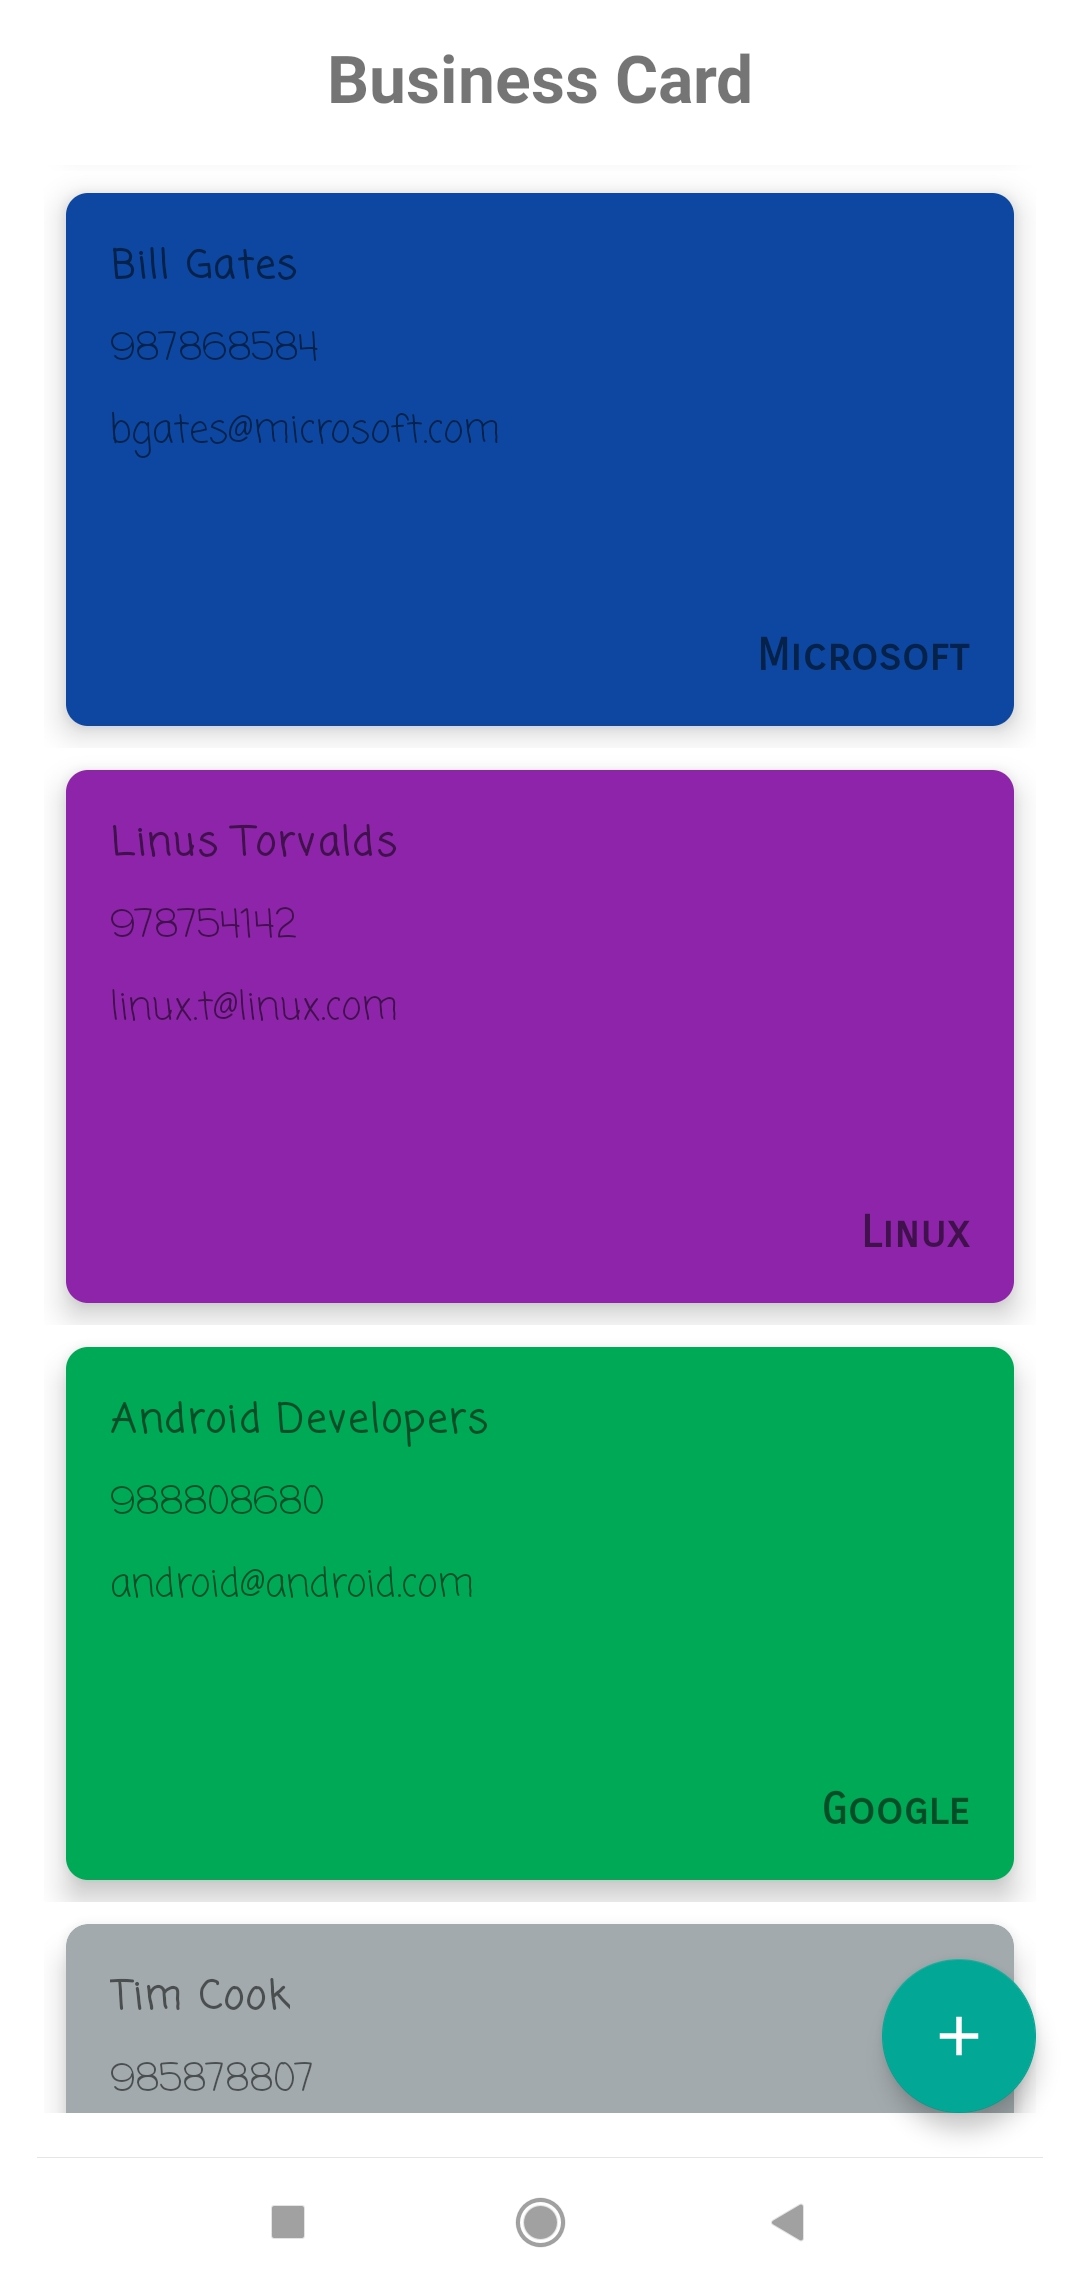 Business Card
Bill Gates
987868584
bgates@microsoft.com
Microsoft
Linus Torvalds
978754142
linux.t@linux.com
Linux
Android Developers
988808680
android@android.com
Google
Tim Cook
985878807